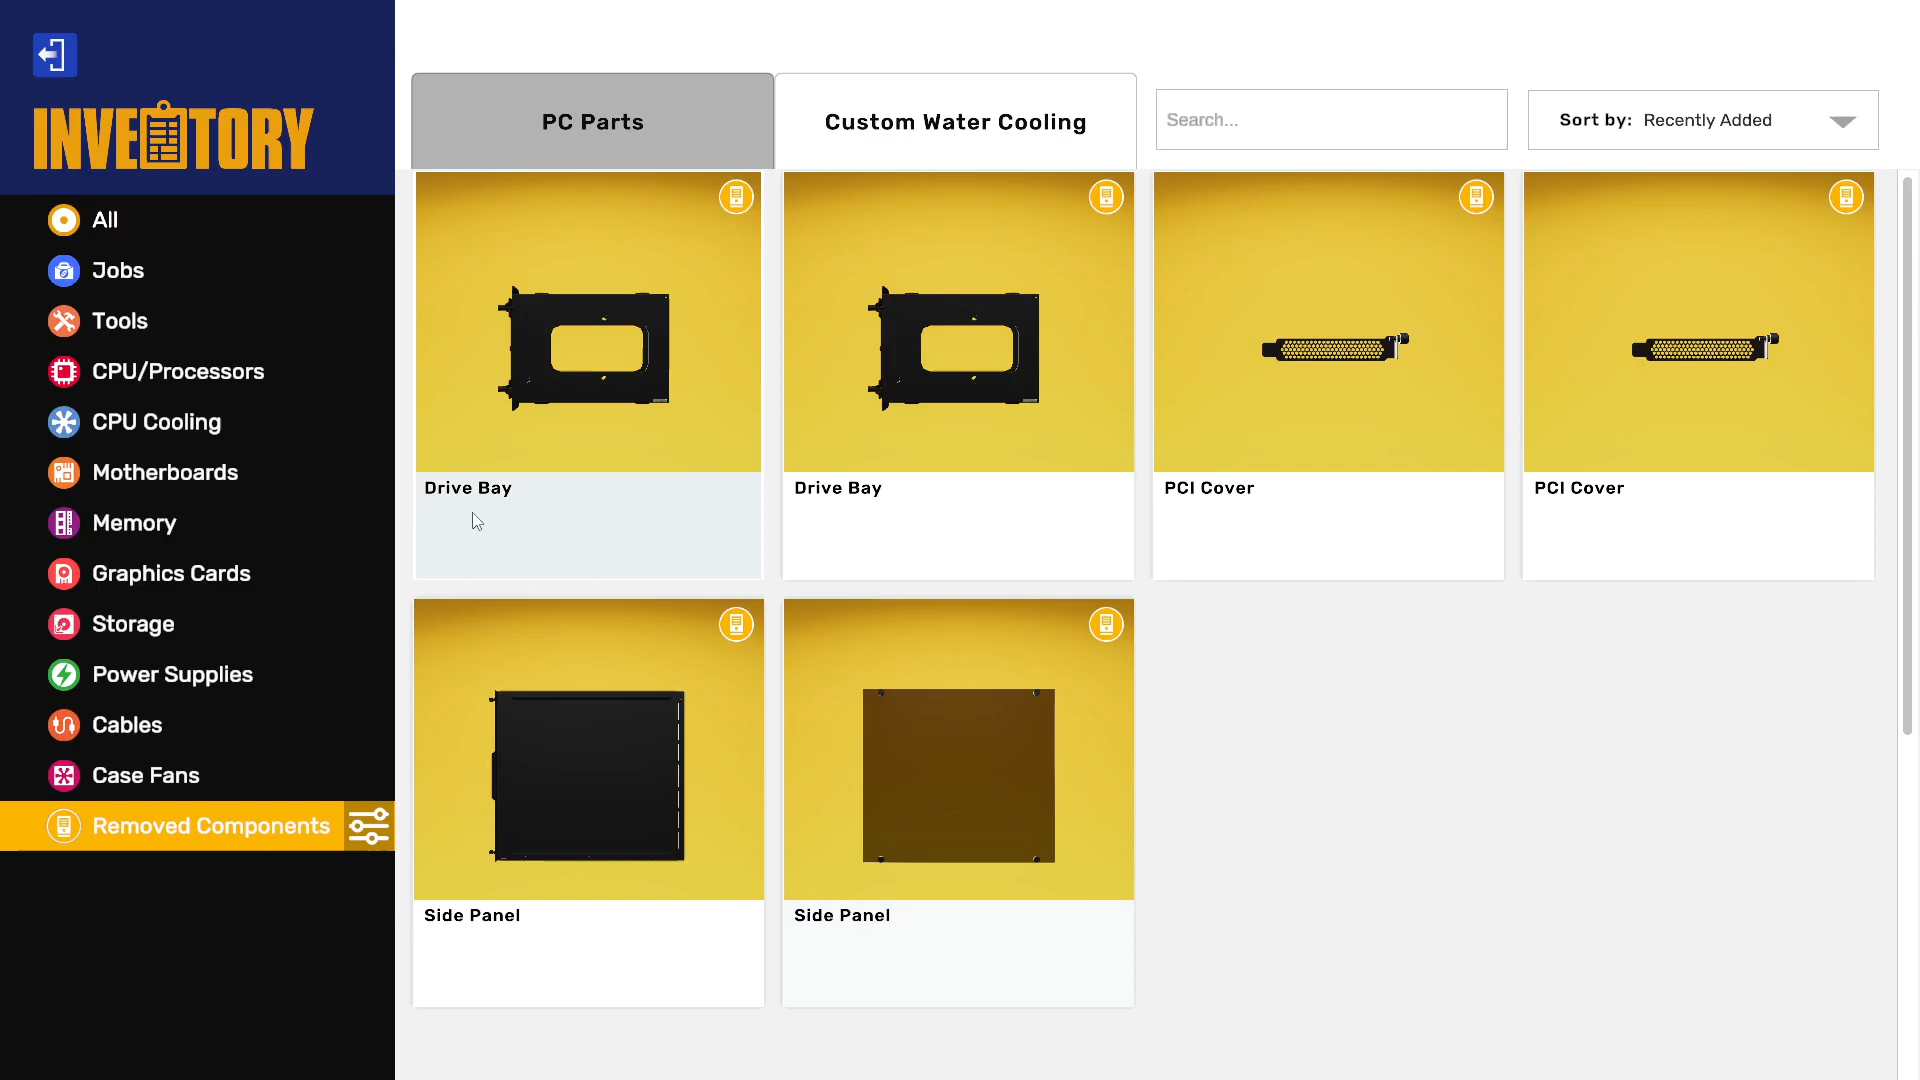 INVENTORY
All
Jobs
Tools
CPU/Processors
CPU Cooling
Motherboards
Memory
Graphics Cards
Storage
Power Supplies
Cables
Case Fans
Removed Components
PC Parts
Custom Water Cooling
Search...
Sort by: Recently Added
Drive Bay
Drive Bay
PCI Cover
PCI Cover
Side Panel
Side Panel